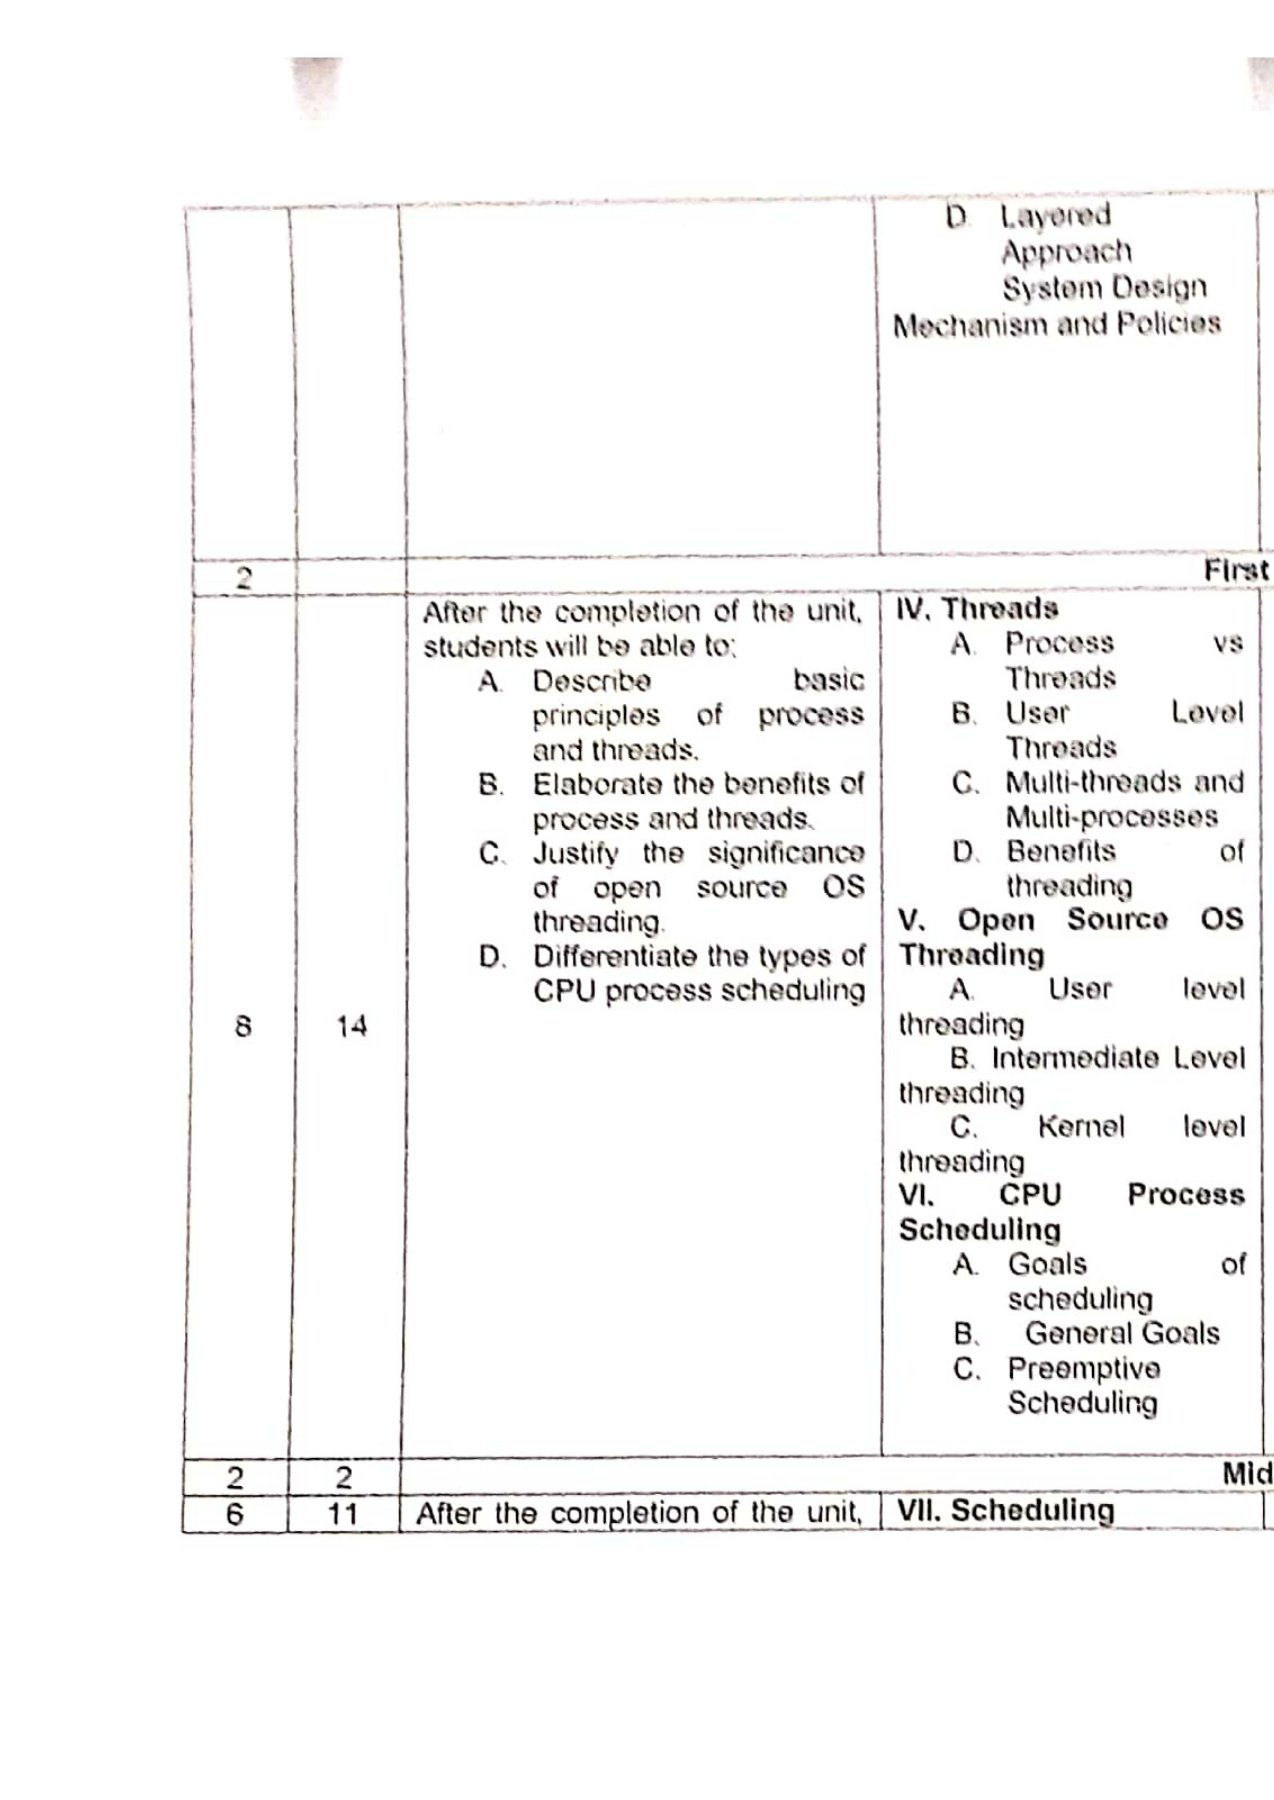 D. Layered
Approach
System Design
Mechanism and Policies
2
First
After the completion of the unit,
students will be able to:
A. Describe basic
principles of process
and threads.
B. Elaborate the benefits of
process and threads.
C. Justify the significance
of open source OS
threading.
D. Differentiate the types of
CPU process scheduling
8
14
IV. Threads
A. Process vs
Threads
B. User Level
Threads
C. Multi-threads and
Multi-processes
D. Benefits of
threading
V. Open Source OS
Threading
A. User level
threading
B. Intermediate Level
threading
C. Kernel level
threading
VI. CPU Process
Scheduling
A. Goals of
scheduling
B. General Goals
C. Preemptive
Scheduling
2
2
Mid
6
11
After the completion of the unit,
VII. Scheduling